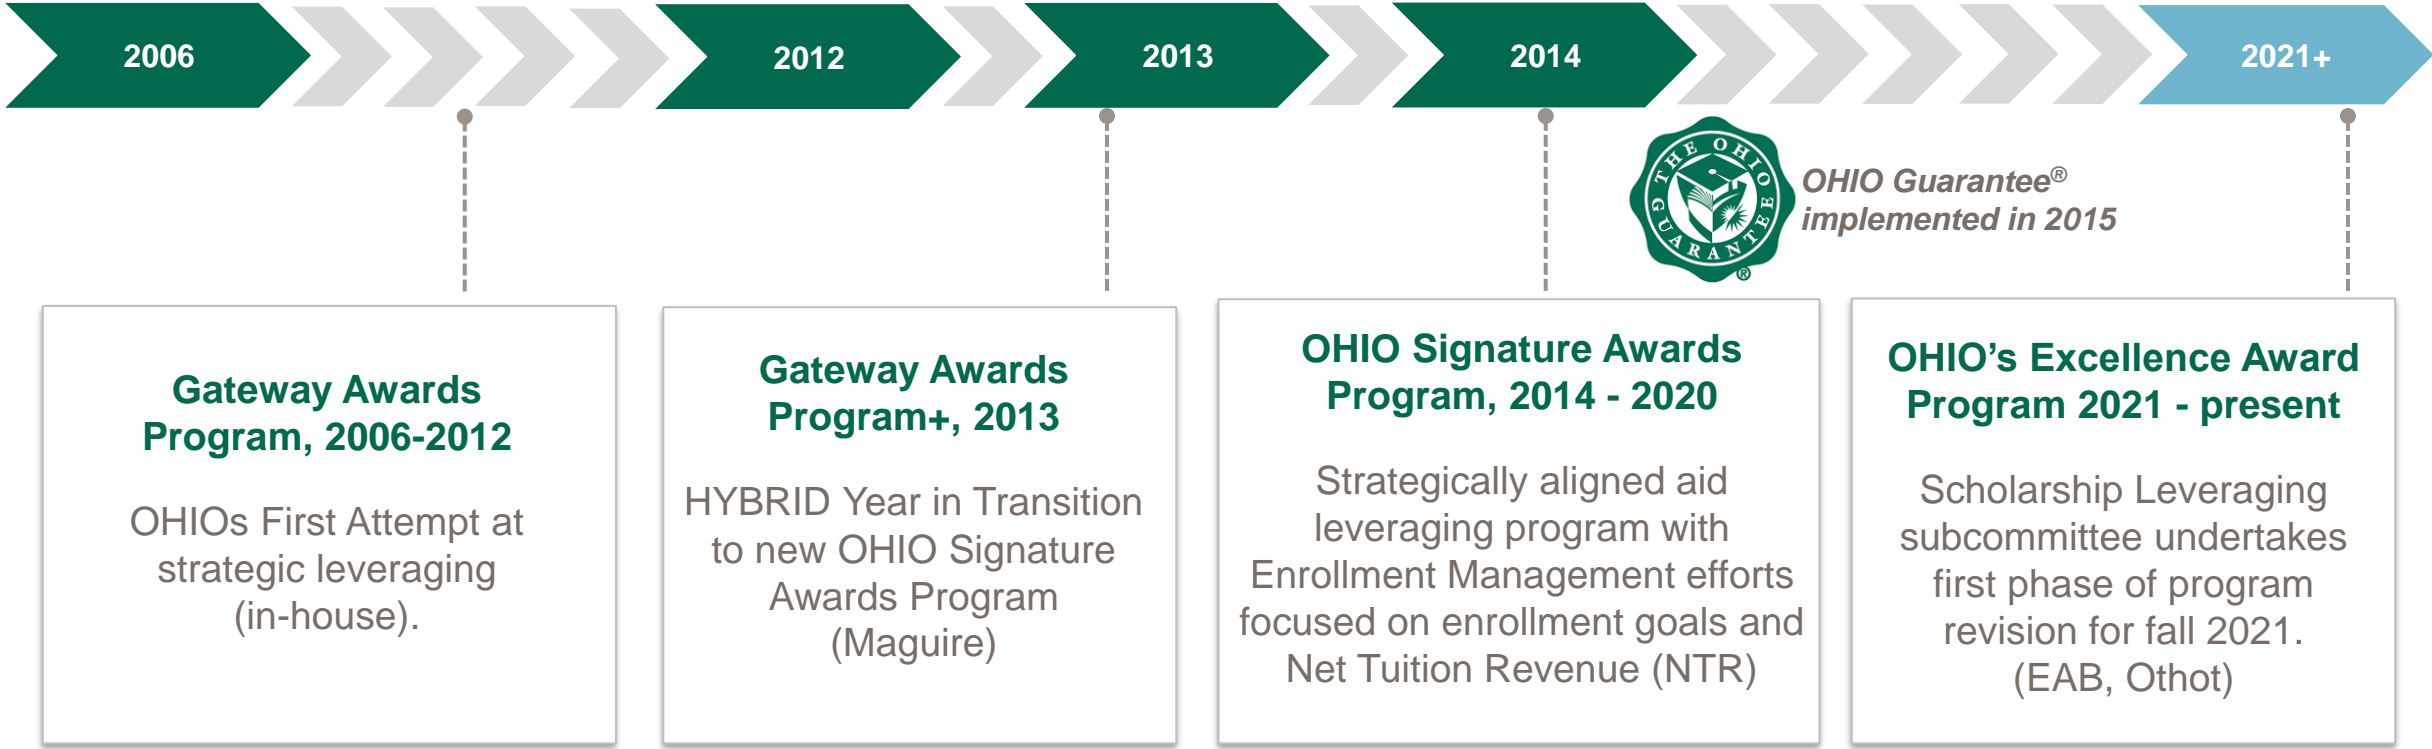 2006
2012
2013
2014
2021+
THE OHIO GUARANTEE
®
OHIO Guarantee®
implemented in 2015
Gateway Awards
Program, 2006-2012
OHIOs First Attempt at
strategic leveraging
(in-house).
Gateway Awards
Program+, 2013
HYBRID Year in Transition
to new OHIO Signature
Awards Program
(Maguire)
OHIO Signature Awards
Program, 2014 - 2020
Strategically aligned aid
leveraging program with
Enrollment Management efforts
focused on enrollment goals and
Net Tuition Revenue (NTR)
OHIO’s Excellence Award
Program 2021 - present
Scholarship Leveraging
subcommittee undertakes
first phase of program
revision for fall 2021.
(EAB, Othot)